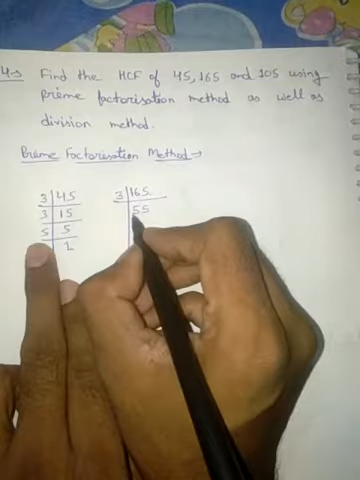 Q.3 Find the HCF of 45, 165 and 105 using
prime factorisation method as well as
division method.
Prime Factorisation Method →
3 | 45
3 | 15
5 | 5
1
3 | 165
55